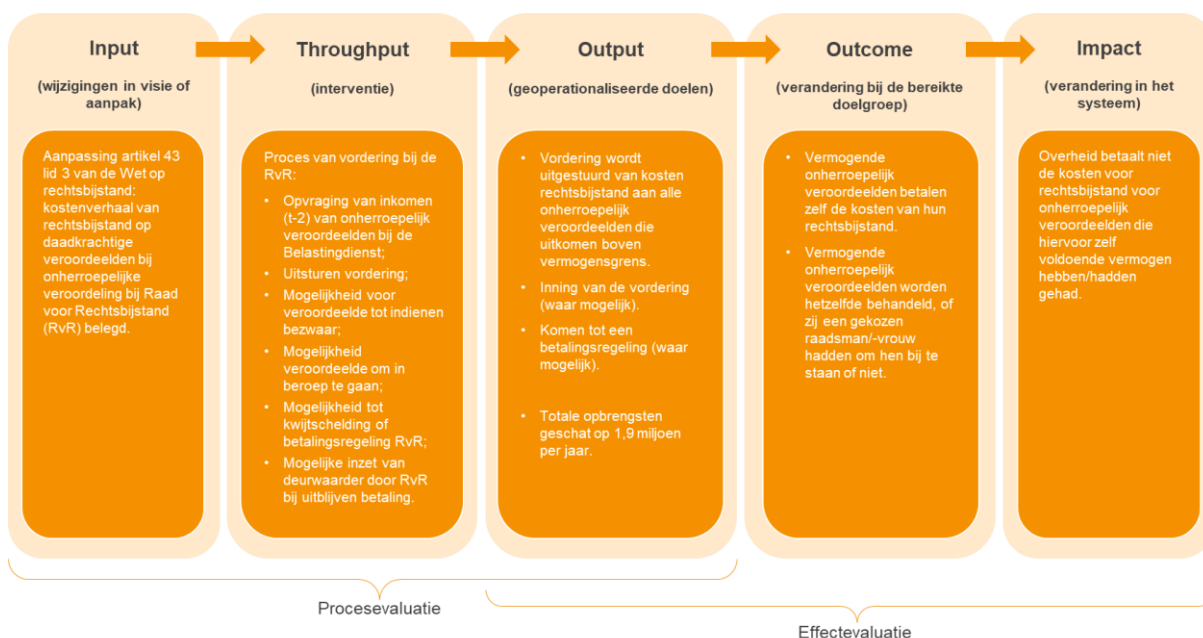 Input
(wijzigingen in visie of
aanpak)
Aanpassing artikel 43
lid 3 van de Wet op
rechtsbijstand:
kostenverhaal van
rechtsbijstand op
daadkrachtige
veroordeelden bij
onherroepelijke
veroordeling bij Raad
voor Rechtsbijstand
(RvR) belegd.
Throughput
(interventie)
Proces van vordering bij de
RvR:
• Opvraging van inkomen
(t-2) van onherroepelijk
veroordeelden bij de
Belastingdienst;
• Uitsturen vordering;
• Mogelijkheid voor
veroordeelde tot indienen
bezwaar;
• Mogelijkheid
veroordeelde om in
beroep te gaan;
• Mogelijkheid tot
kwijtschelding of
betalingsregeling RvR;
• Mogelijke inzet van
deurwaarder door RvR
bij uitblijven betaling.
Output
(geoperationaliseerde doelen)
• Vordering wordt
uitgestuurd van kosten
rechtsbijstand aan alle
onherroepelijk
veroordeelden die
uitkomen boven
vermogensgrens.
• Inning van de vordering
(waar mogelijk).
• Komen tot een
betalingsregeling (waar
mogelijk).
• Totale opbrengsten
geschat op 1,9 miljoen
per jaar.
Outcome
(verandering bij de bereikte
doelgroep)
• Vermogende
onherroepelijk
veroordeelden betalen
zelf de kosten van hun
rechtsbijstand.
• Vermogende
onherroepelijk
veroordeelden worden
hetzelfde behandeld, of
zij een gekozen
raadsman/-vrouw
hadden om hen bij te
staan of niet.
Impact
(verandering in het
systeem)
Overheid betaalt niet
de kosten voor
rechtsbijstand voor
onherroepelijk
veroordeelden die
hiervoor zelf
voldoende vermogen
hebben/hadden
gehad.
Procesevaluatie
Effectevaluatie